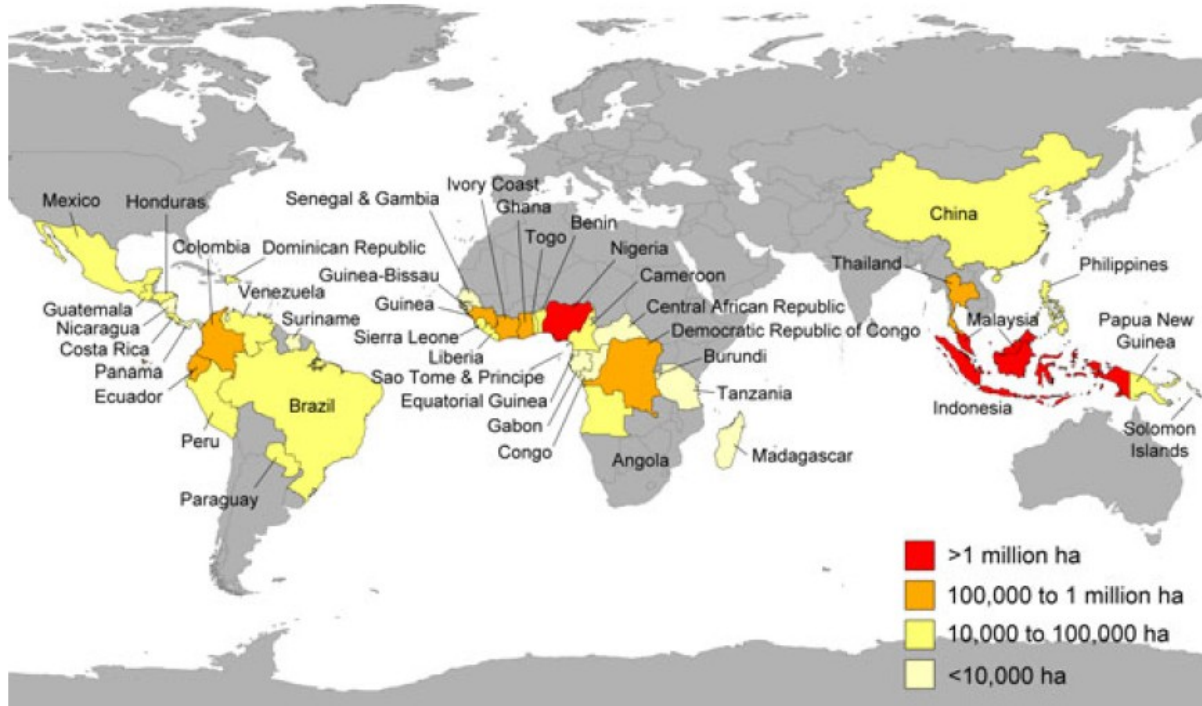 Mexico
Honduras
Colombia
Dominican Republic
Guatemala
Venezuela
Nicaragua
Suriname
Costa Rica
Panama
Ecuador
Brazil
Peru
Paraguay
Senegal & Gambia
Ivory Coast
Ghana
Togo
Benin
Nigeria
Guinea-Bissau
Cameroon
Guinea
Central African Republic
Sierra Leone
Democratic Republic of Congo
Liberia
Burundi
Sao Tome & Principe
Tanzania
Equatorial Guinea
Gabon
Congo
Angola
Madagascar
China
Thailand
Philippines
Malaysia
Papua New
Guinea
Indonesia
Solomon
Islands
>1 million ha
100,000 to 1 million ha
10,000 to 100,000 ha
<10,000 ha